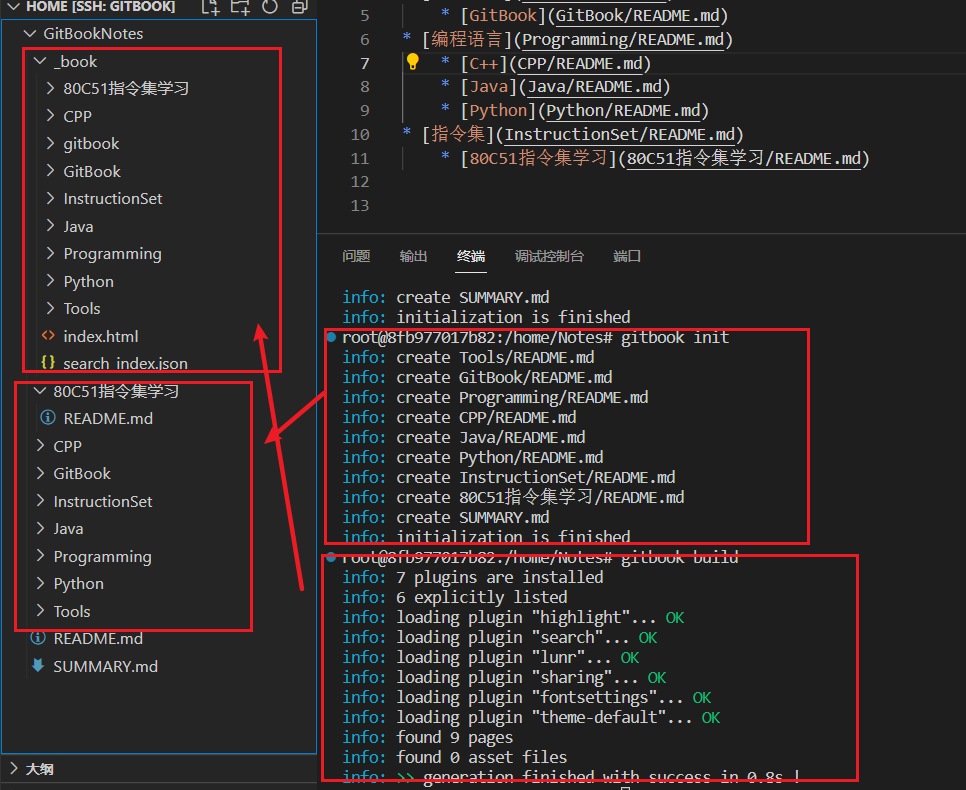 HOME [SSH: GITBOOK]
GitBookNotes
_book
80C51指令集学习
CPP
gitbook
GitBook
InstructionSet
Java
Programming
Python
Tools
index.html
search_index.json
80C51指令集学习
README.md
CPP
GitBook
InstructionSet
Java
Programming
Python
Tools
README.md
SUMMARY.md
大纲
5 * [GitBook](GitBook/README.md)
6 * [编程语言](Programming/README.md)
7 * [C++](CPP/README.md)
8 * [Java](Java/README.md)
9 * [Python](Python/README.md)
10 * [指令集](InstructionSet/README.md)
11 * [80C51指令集学习](80C51指令集学习/README.md)
12
13
问题 输出 终端 调试控制台 端口
info: create SUMMARY.md
info: initialization is finished
root@8fb977017b82:/home/Notes# gitbook init
info: create Tools/README.md
info: create GitBook/README.md
info: create Programming/README.md
info: create CPP/README.md
info: create Java/README.md
info: create Python/README.md
info: create InstructionSet/README.md
info: create 80C51指令集学习/README.md
info: create SUMMARY.md
info: initialization is finished
root@8fb977017b82:/home/Notes# gitbook build
info: 7 plugins are installed
info: 6 explicitly listed
info: loading plugin "highlight"... OK
info: loading plugin "search"... OK
info: loading plugin "lunr"... OK
info: loading plugin "sharing"... OK
info: loading plugin "fontsettings"... OK
info: loading plugin "theme-default"... OK
info: found 9 pages
info: found 0 asset files
info: >> generation finished with success in 0.8s !